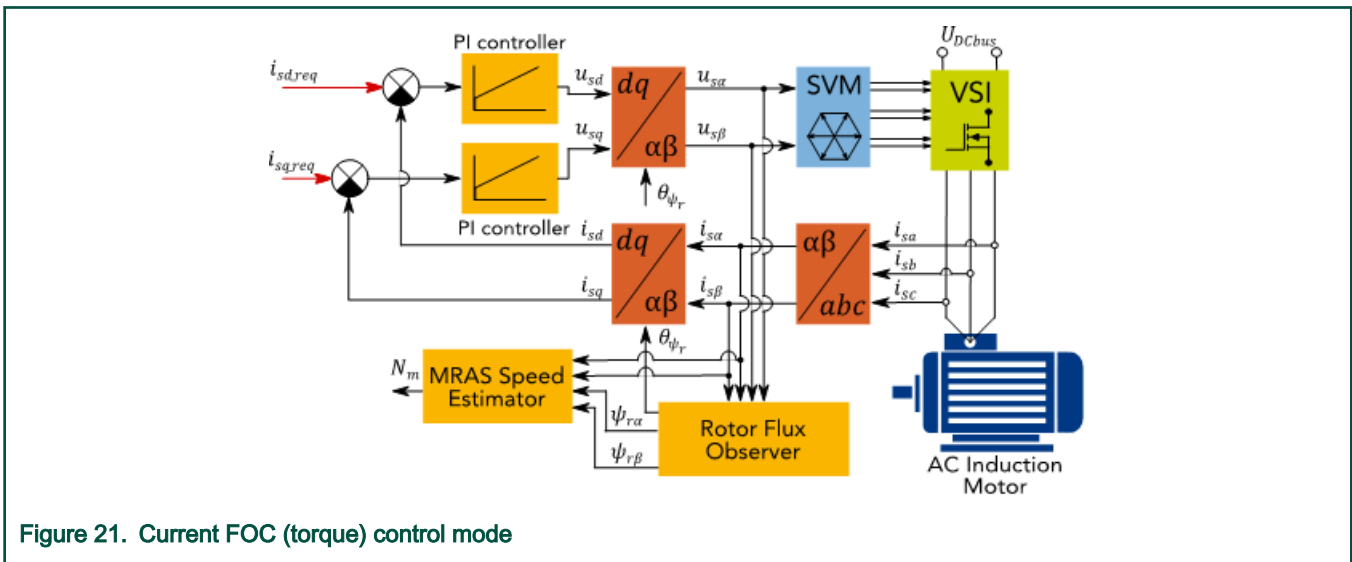 PI controller
U_DCbus
i_sd,req
u_sd
dq
αβ
u_sα
SVM
VSI
i_sq,req
u_sq
u_sβ
θ_ψr
PI controller
i_sd
dq
αβ
i_sα
αβ
abc
i_sa
i_sb
i_sq
i_sβ
i_sc
θ_ψr
N_m
MRAS Speed
Estimator
ψ_rα
ψ_rβ
Rotor Flux
Observer
AC Induction
Motor
Figure 21. Current FOC (torque) control mode